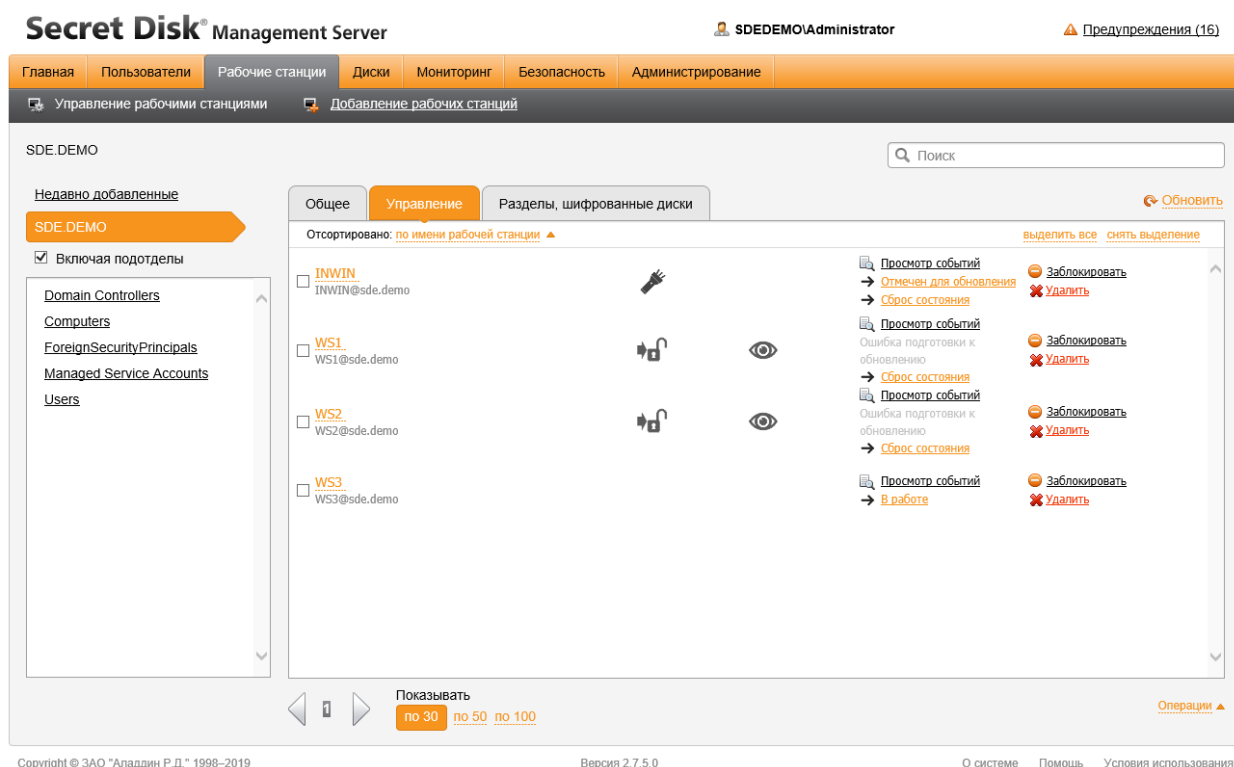 Secret Disk® Management Server
SDEDEMO\Administrator
Предупреждения (16)
Главная Пользователи Рабочие станции Диски Мониторинг Безопасность Администрирование
Управление рабочими станциями Добавление рабочих станций
SDE.DEMO
Поиск
Недавно добавленные
SDE.DEMO
Включая подотделы
Domain Controllers
Computers
ForeignSecurityPrincipals
Managed Service Accounts
Users
Общее Управление Разделы, шифрованные диски
Обновить
Отсортировано: по имени рабочей станции
выделить все снять выделение
INWIN
INWIN@sde.demo
Просмотр событий
Отмечен для обновления
Сброс состояния
Заблокировать
Удалить
WS1
WS1@sde.demo
Просмотр событий
Ошибка подготовки к
обновлению
Сброс состояния
Заблокировать
Удалить
WS2
WS2@sde.demo
Просмотр событий
Ошибка подготовки к
обновлению
Сброс состояния
Заблокировать
Удалить
WS3
WS3@sde.demo
Просмотр событий
В работе
Заблокировать
Удалить
1
Показывать
по 30 по 50 по 100
Операции
Copyright © ЗАО "Аладдин Р.Д." 1998–2019
Версия 2.7.5.0
О системе Помощь Условия использования